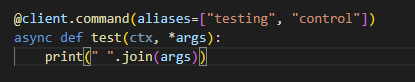 @client.command(aliases=["testing", "control"])
async def test(ctx, *args):
    print(" ".join(args))